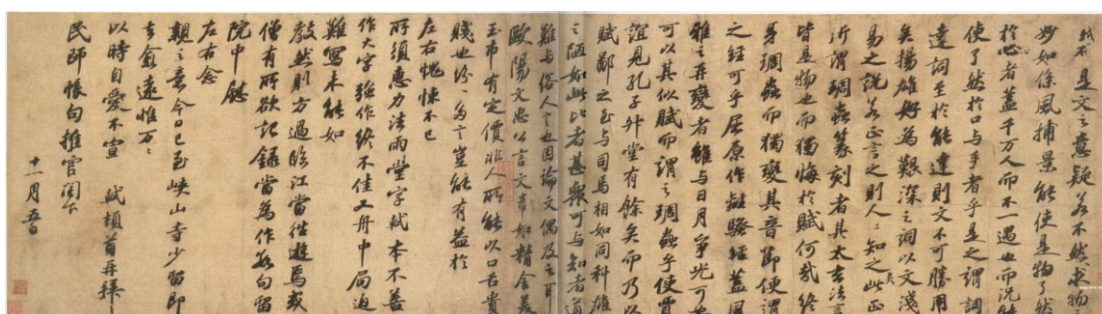 軾不是文之意疑若不然求物之
妙如係風捕景能使是物了然
於心者蓋千萬人而不一遇也而況能
使了然於口與手者乎是之謂詞
達詞至於能達則文不可勝用
矣揚雄好為艱深之詞以文淺
易之說若正言之則人人知之矣此正
所謂琱蟲篆刻者其太玄法言
皆是物也而獨悔於賦何哉終
身琱蟲而獨變其音節便謂
之經可乎屈原作離騷經蓋風
雅之再變者雖與日月爭光可也
可以其似賦而謂之琱蟲乎使賈
誼見孔子升堂有餘矣而乃以
賦鄙之至與司馬相如同科雄
之陋如此比者甚衆可與知者道
難與俗人言也因論文偶及之耳
歐陽文忠公言文章如精金美
玉市有定價非人所能以口舌貴
賤也紛紛多言豈能有益於
左右愧悚不已
所須惠力法雨堂字軾本不善
作大字強作終不佳又舟中局迫
難寫未能如
教然則方過臨江當往遊焉或
僧有所欲記錄當為作數句留
院中慰
左右念
親之意今日已至峽山寺少留即
去愈遠惟萬萬
以時自愛不宣 軾頓首再拜
民師帳句推官閣下
十一月五日